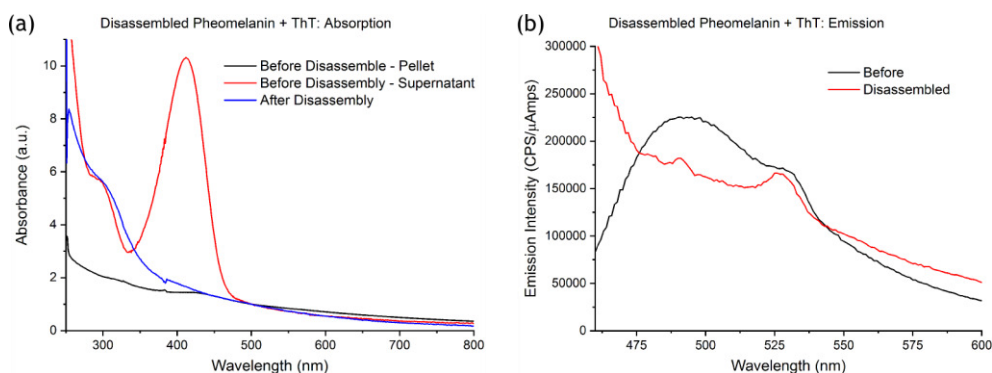 (a)
Disassembled Pheomelanin + ThT: Absorption
Before Disassemble - Pellet
Before Disassembly - Supernatant
After Disassembly
Absorbance (a.u.)
10
8
6
4
2
0
300 400 500 600 700 800
Wavelength (nm)
(b)
Disassembled Pheomelanin + ThT: Emission
Before
Disassembled
Emission Intensity (CPS/µAmps)
300000
250000
200000
150000
100000
50000
0
475 500 525 550 575 600
Wavelength (nm)